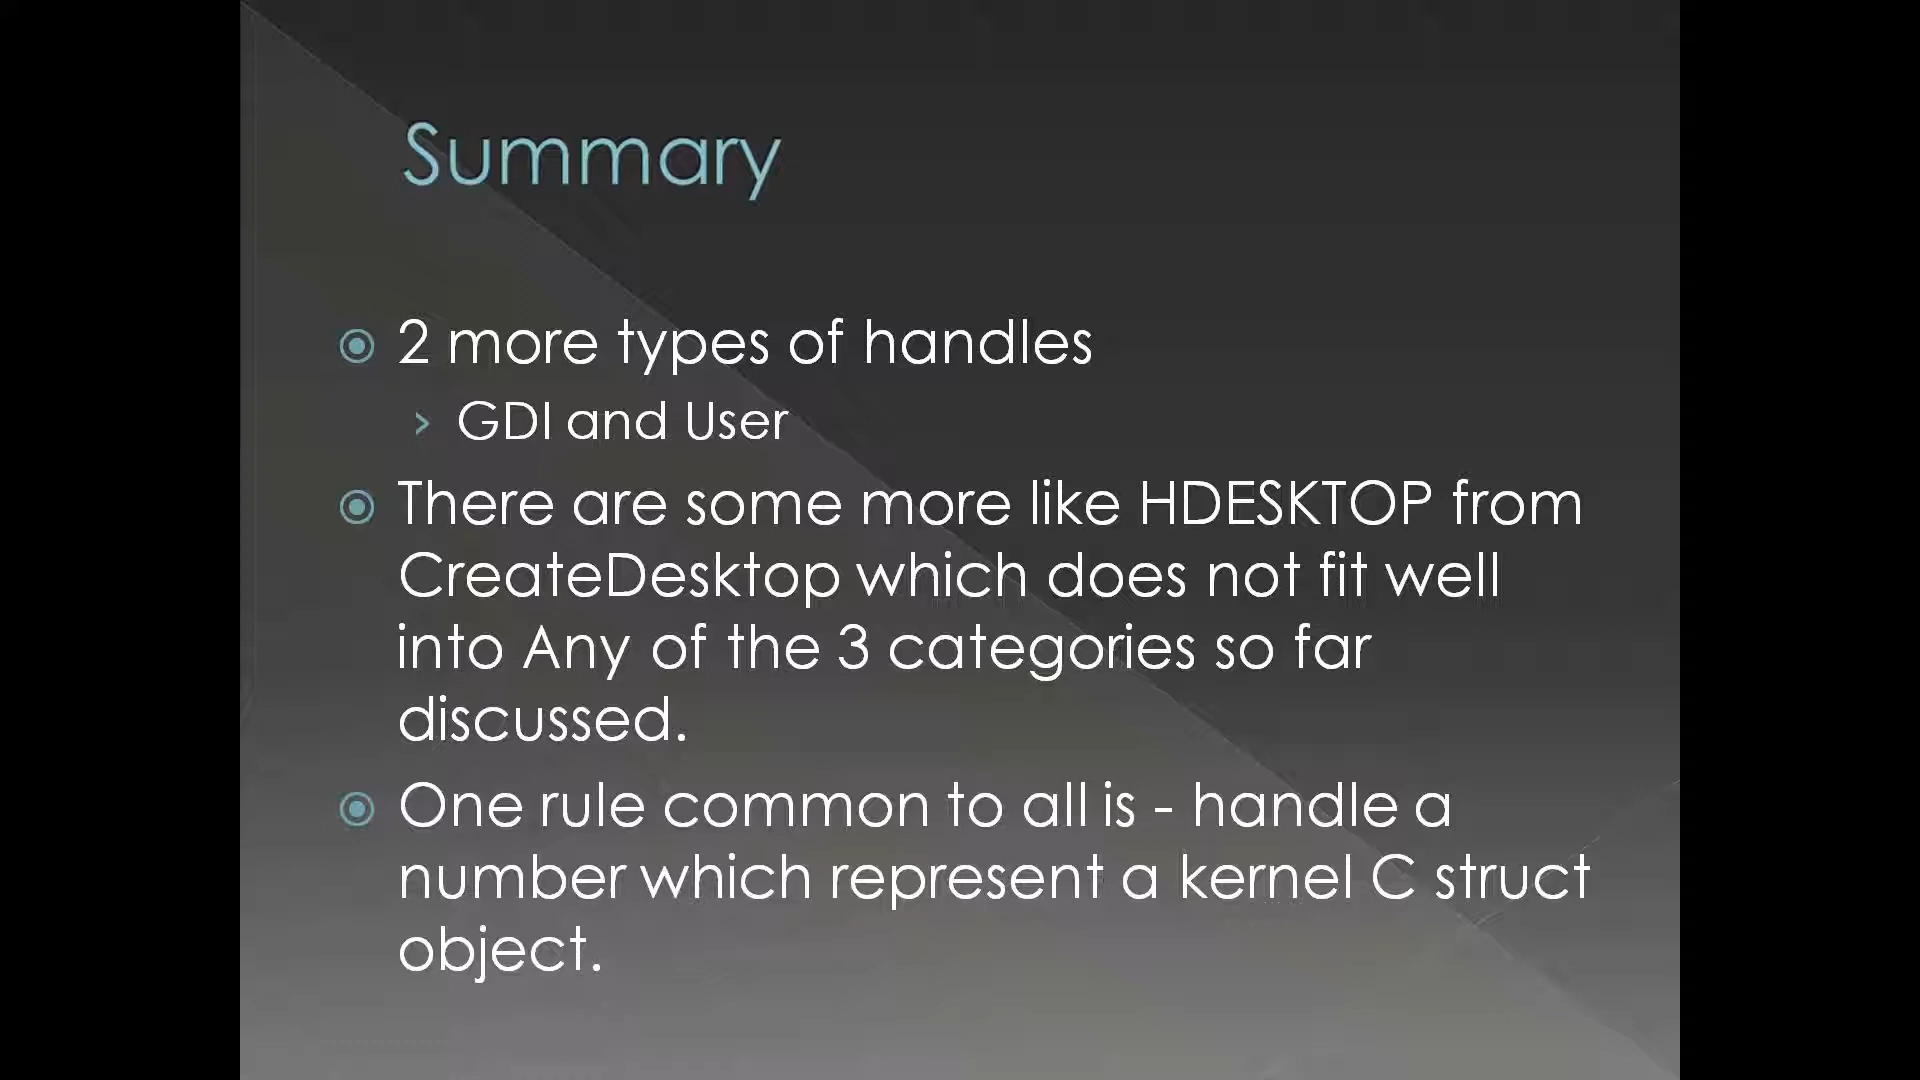 Summary
2 more types of handles
GDI and User
There are some more like HDESKTOP from
CreateDesktop which does not fit well
into Any of the 3 categories so far
discussed.
One rule common to all is - handle a
number which represent a kernel C struct
object.